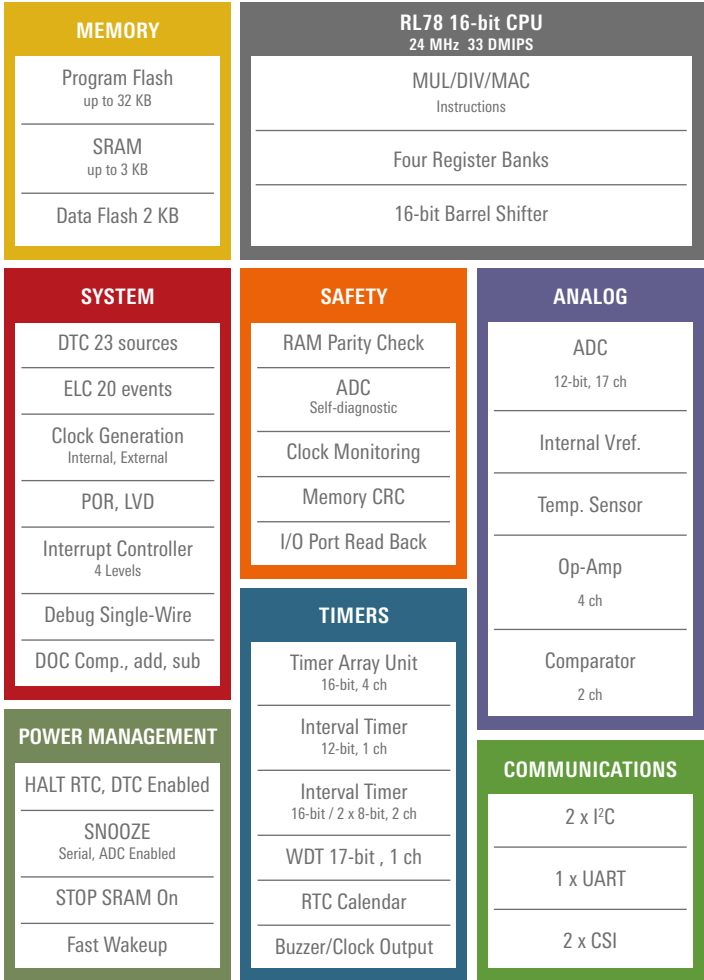 MEMORY
Program Flash
up to 32 KB
SRAM
up to 3 KB
Data Flash 2 KB
RL78 16-bit CPU
24 MHz 33 DMIPS
MUL/DIV/MAC
Instructions
Four Register Banks
16-bit Barrel Shifter
SYSTEM
DTC 23 sources
ELC 20 events
Clock Generation
Internal, External
POR, LVD
Interrupt Controller
4 Levels
Debug Single-Wire
DOC Comp., add, sub
SAFETY
RAM Parity Check
ADC
Self-diagnostic
Clock Monitoring
Memory CRC
I/O Port Read Back
ANALOG
ADC
12-bit, 17 ch
Internal Vref.
Temp. Sensor
Op-Amp
4 ch
Comparator
2 ch
POWER MANAGEMENT
HALT RTC, DTC Enabled
SNOOZE
Serial, ADC Enabled
STOP SRAM On
Fast Wakeup
TIMERS
Timer Array Unit
16-bit, 4 ch
Interval Timer
12-bit, 1 ch
Interval Timer
16-bit / 2 x 8-bit, 2 ch
WDT 17-bit , 1 ch
RTC Calendar
Buzzer/Clock Output
COMMUNICATIONS
2 x I²C
1 x UART
2 x CSI